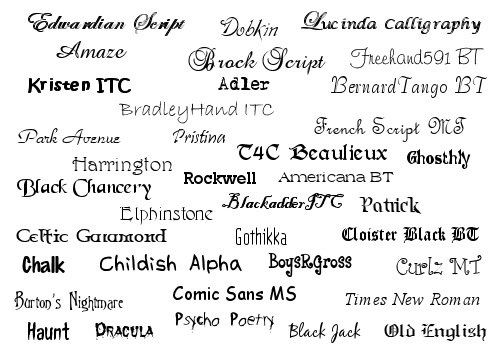 Edwardian Script Dobkin Lucinda Calligraphy
Amaze Brock Script Freehand591 BT
Kristen ITC Adler BernardTango BT
BradleyHand ITC
Park Avenue Pristina French Script MT
Harrington T4C Beaulieux Ghosthly
Black Chancery Rockwell Americana BT
Elphinstone BlackadderITC Patrick
Celtic Garamond Gothikka Cloister Black BT
Chalk Childish Alpha BoysRGross Curlz MT
Burton's Nightmare Comic Sans MS Times New Roman
Haunt Dracula Psycho Poetry Black Jack Old English